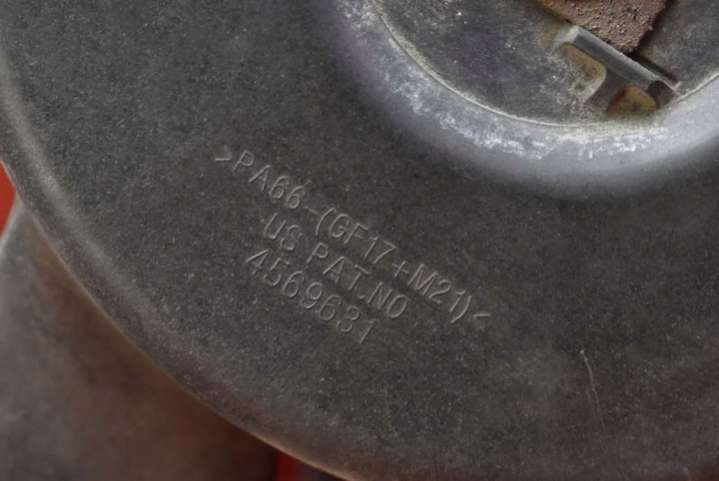 >PA66-(GF17+M21)<
US PAT.NO
4569631